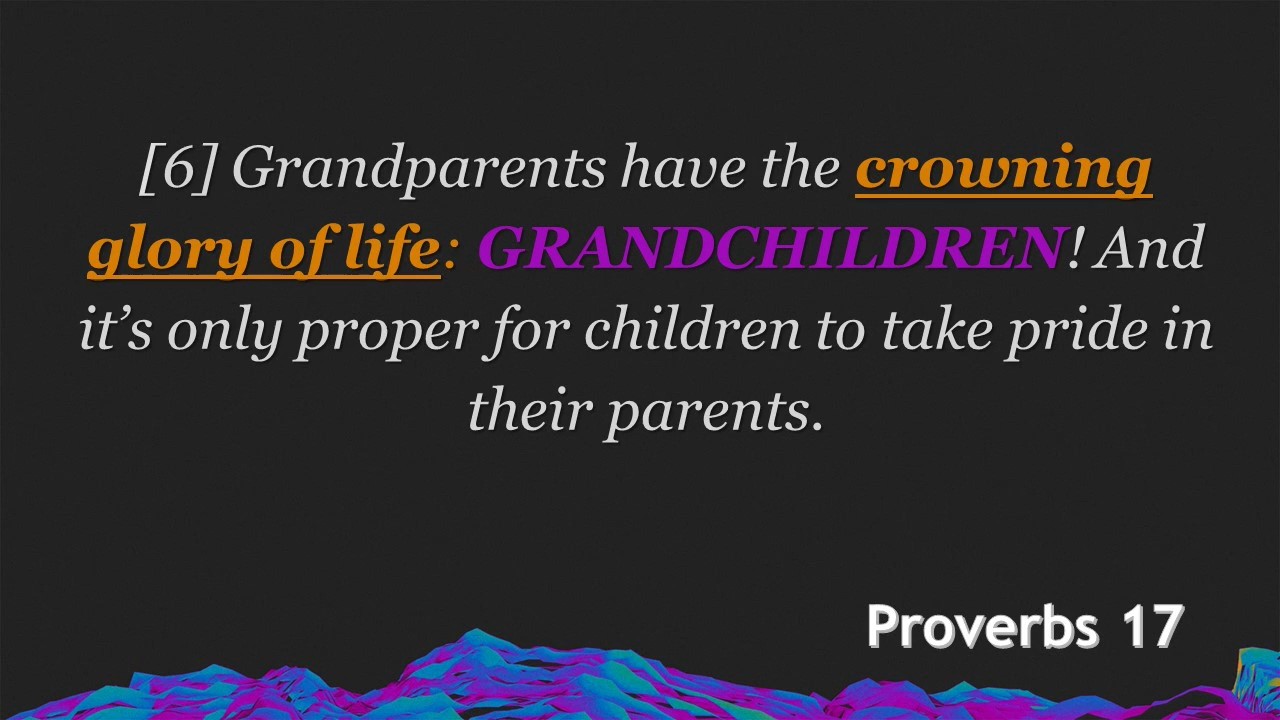 [6] Grandparents have the crowning
glory of life: GRANDCHILDREN! And
it’s only proper for children to take pride in
their parents.
Proverbs 17